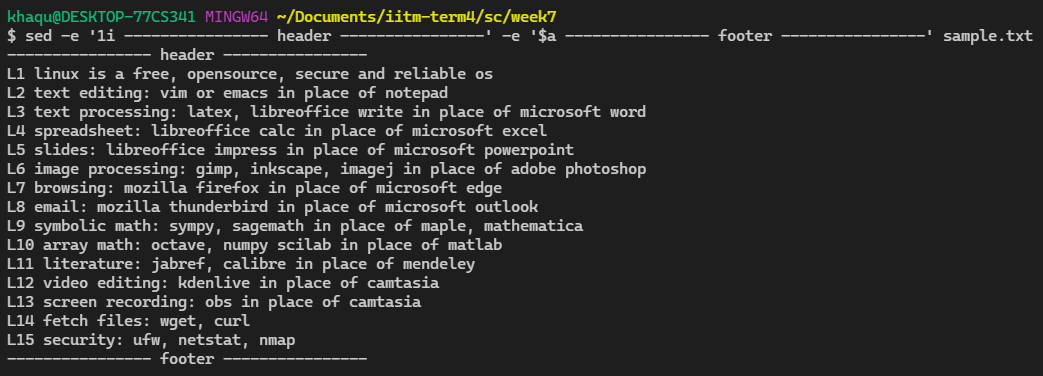 khaqu@DESKTOP-77CS341 MINGW64 ~/Documents/iitm-term4/sc/week7
$ sed -e '1i ---------------- header ----------------' -e '$a ---------------- footer ----------------' sample.txt
---------------- header ----------------
L1 linux is a free, opensource, secure and reliable os
L2 text editing: vim or emacs in place of notepad
L3 text processing: latex, libreoffice write in place of microsoft word
L4 spreadsheet: libreoffice calc in place of microsoft excel
L5 slides: libreoffice impress in place of microsoft powerpoint
L6 image processing: gimp, inkscape, imagej in place of adobe photoshop
L7 browsing: mozilla firefox in place of microsoft edge
L8 email: mozilla thunderbird in place of microsoft outlook
L9 symbolic math: sympy, sagemath in place of maple, mathematica
L10 array math: octave, numpy scilab in place of matlab
L11 literature: jabref, calibre in place of mendeley
L12 video editing: kdenlive in place of camtasia
L13 screen recording: obs in place of camtasia
L14 fetch files: wget, curl
L15 security: ufw, netstat, nmap
---------------- footer ----------------